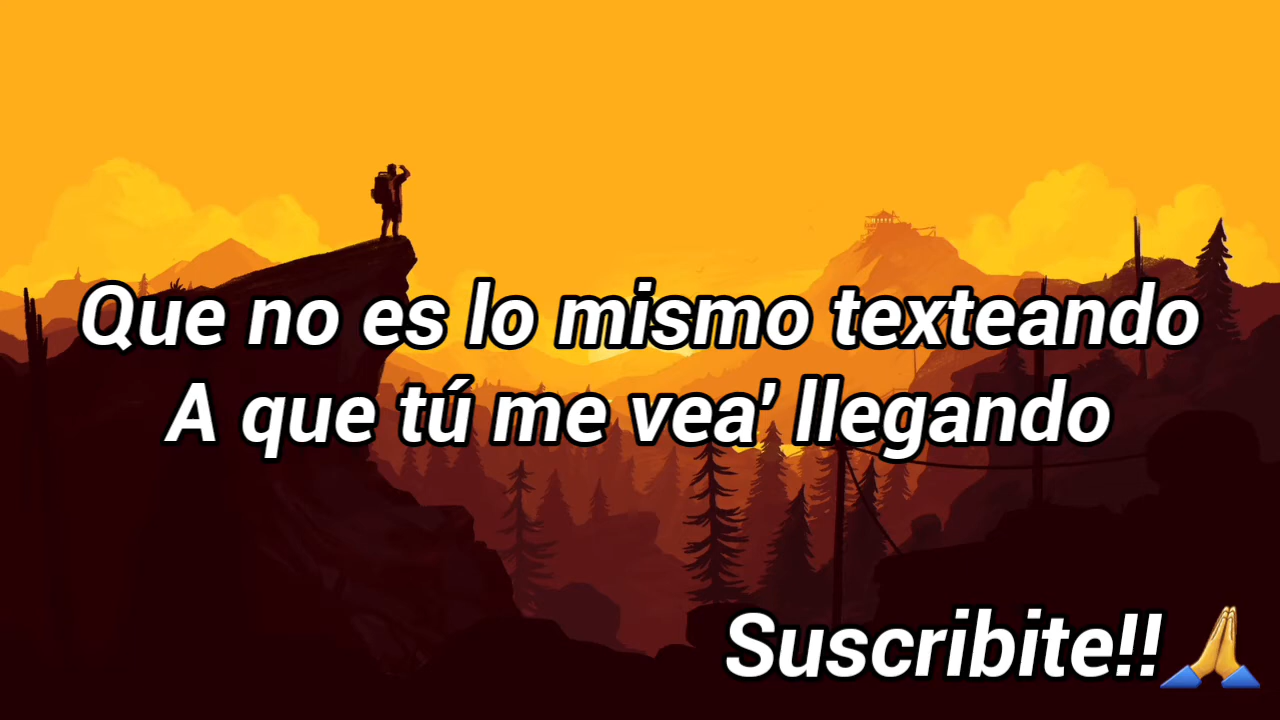 Que no es lo mismo texteando
A que tú me vea' llegando
Suscribite!!🙏